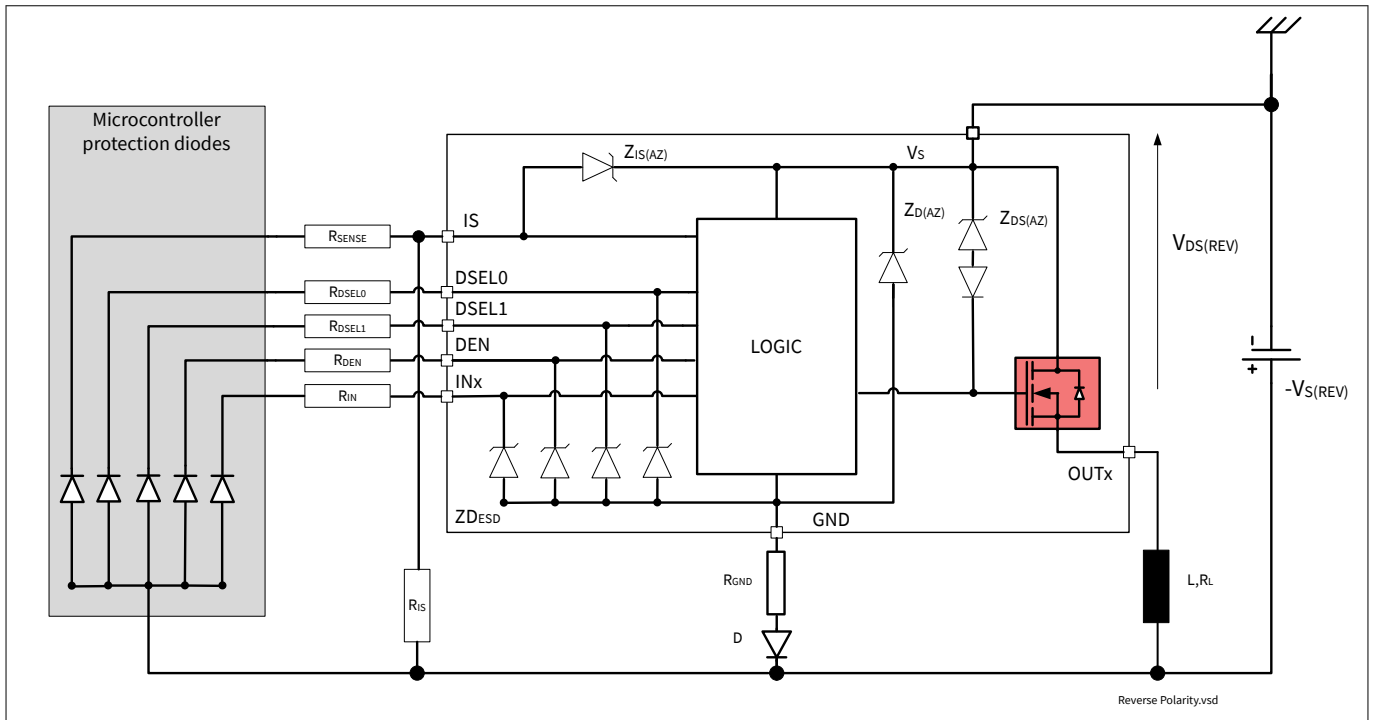 Microcontroller
protection diodes
ZIS(AZ)
VS
ZD(AZ)
ZDS(AZ)
VDS(REV)
IS
RSENSE
DSEL0
RDSEL0
DSEL1
RDSEL1
DEN
RDEN
INx
RIN
LOGIC
-
+
-VS(REV)
OUTx
ZDESD
GND
RGND
L,RL
RIS
D
Reverse Polarity.vsd